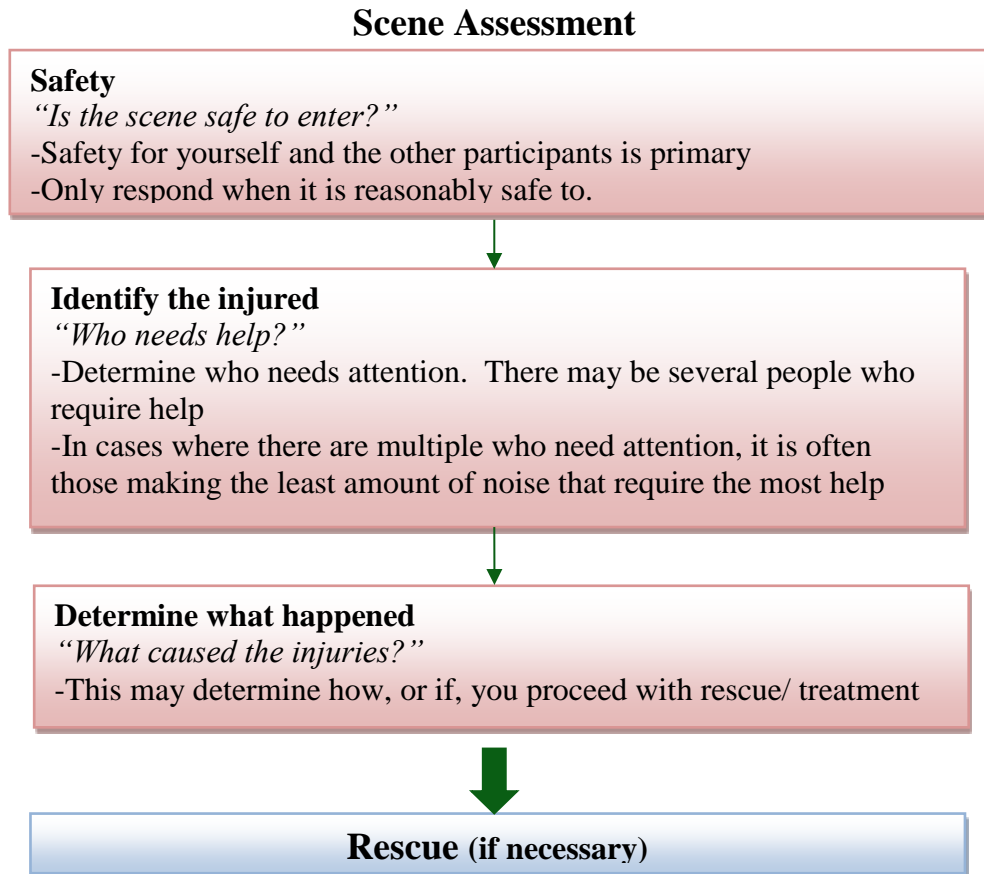 Scene Assessment
Safety
“Is the scene safe to enter?”
-Safety for yourself and the other participants is primary
-Only respond when it is reasonably safe to.
Identify the injured
“Who needs help?”
-Determine who needs attention.  There may be several people who
require help
-In cases where there are multiple who need attention, it is often
those making the least amount of noise that require the most help
Determine what happened
“What caused the injuries?”
-This may determine how, or if, you proceed with rescue/ treatment
Rescue (if necessary)